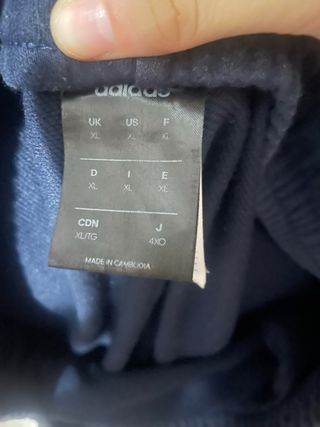 adidas
UK US F
XL XL XL
D I E
XL XL XL
CDN J
XL/TG 4XO
MADE IN CAMBODIA